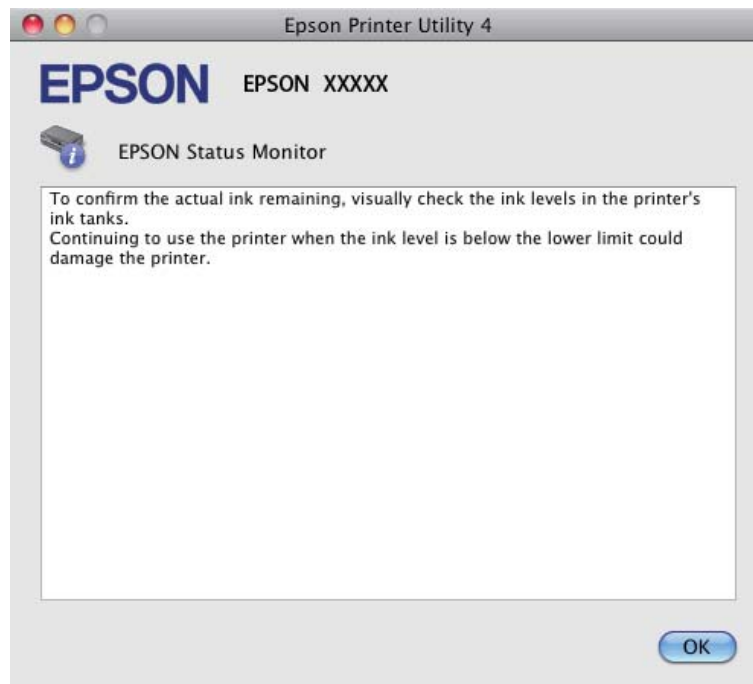 Epson Printer Utility 4
EPSON EPSON XXXXX
i
EPSON Status Monitor
To confirm the actual ink remaining, visually check the ink levels in the printer's
ink tanks.
Continuing to use the printer when the ink level is below the lower limit could
damage the printer.
OK